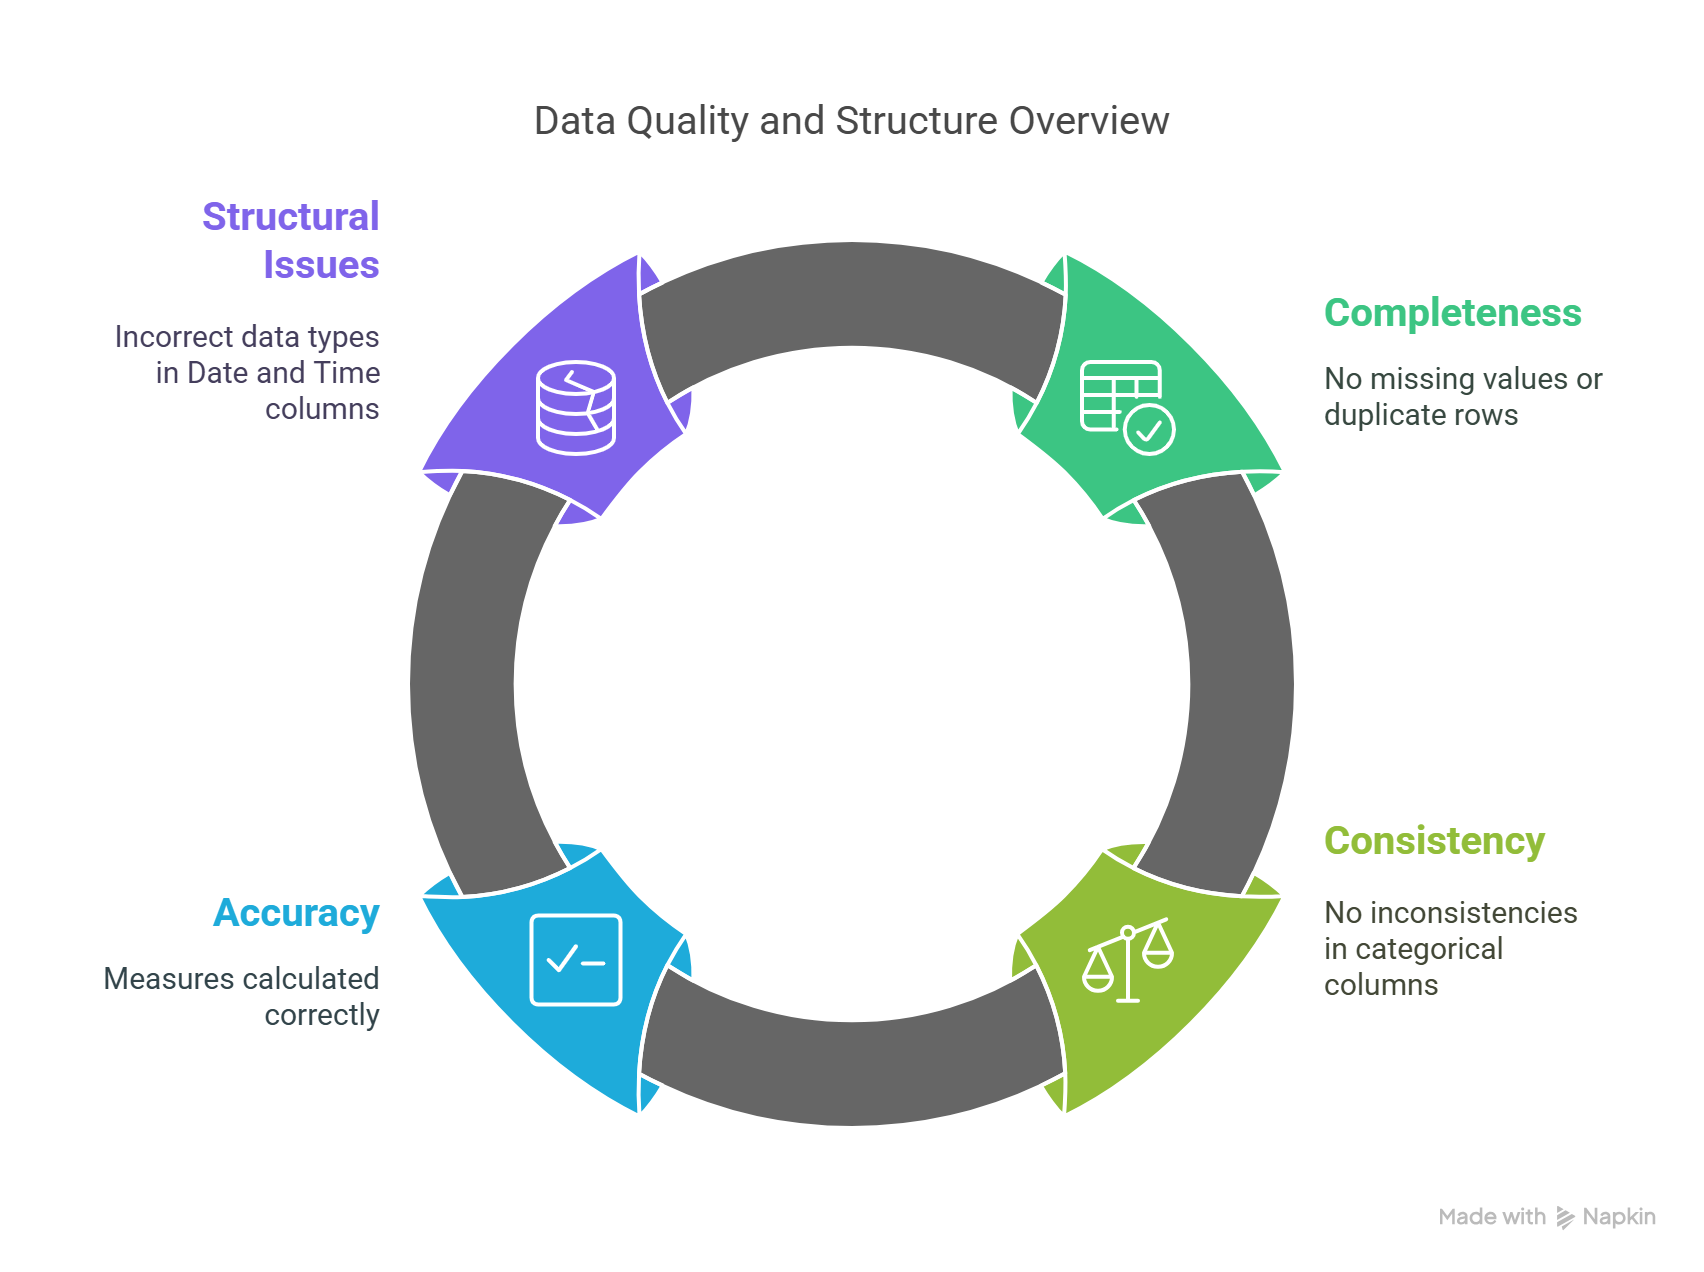 Data Quality and Structure Overview
Structural
Issues
Incorrect data types
in Date and Time
columns
Completeness
No missing values or
duplicate rows
Accuracy
Measures calculated
correctly
Consistency
No inconsistencies
in categorical
columns
Made with Napkin